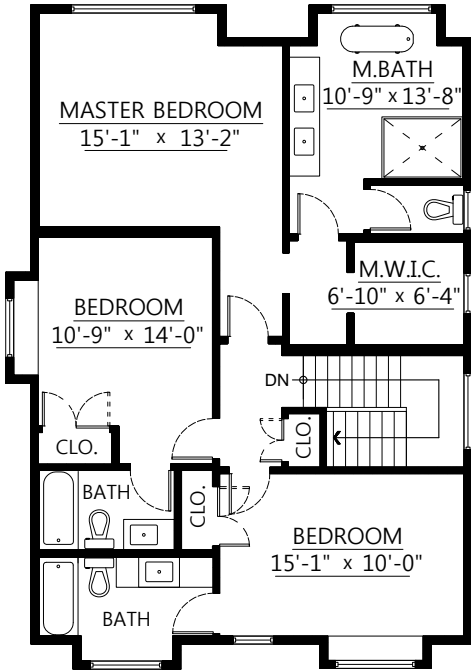 M.BATH
10'-9" x 13'-8"
MASTER BEDROOM
15'-1" x 13'-2"
M.W.I.C.
6'-10" x 6'-4"
BEDROOM
10'-9" x 14'-0"
DN
CLO.
CLO.
BATH
CLO.
BEDROOM
15'-1" x 10'-0"
BATH